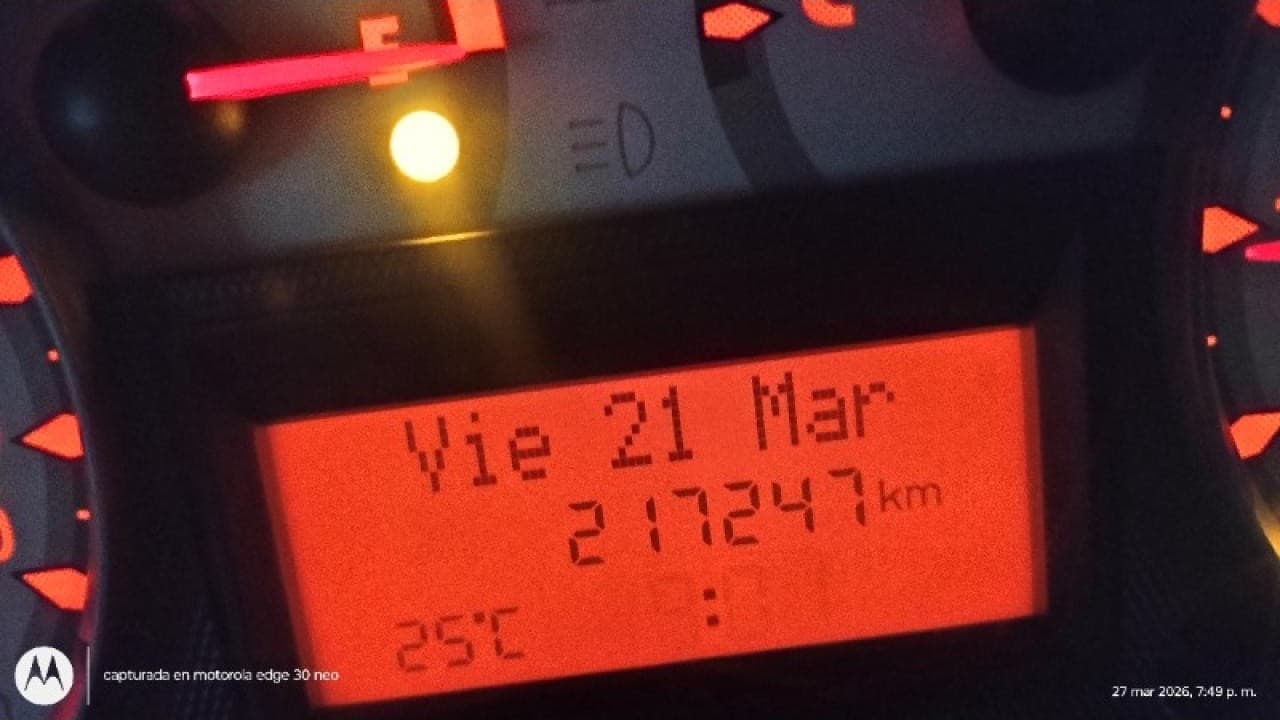 E
C
Vie 21 Mar
217247 km
25°C
:
capturada en motorola edge 30 neo
27 mar 2026, 7:49 p. m.